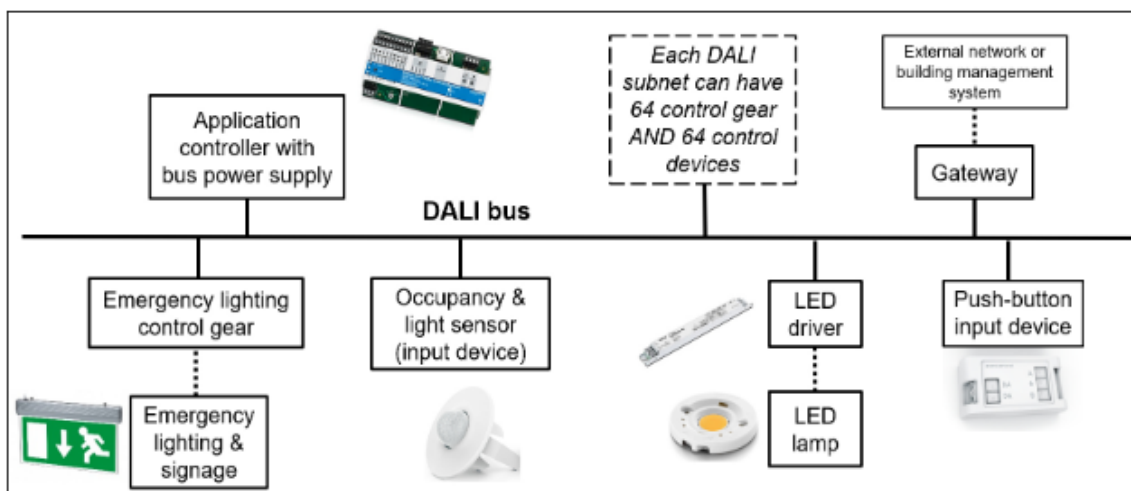 Application
controller with
bus power supply
Each DALI
subnet can have
64 control gear
AND 64 control
devices
External network or
building management
system
Gateway
DALI bus
Emergency lighting
control gear
Occupancy &
light sensor
(input device)
LED
driver
Push-button
input device
Emergency
lighting &
signage
LED
lamp